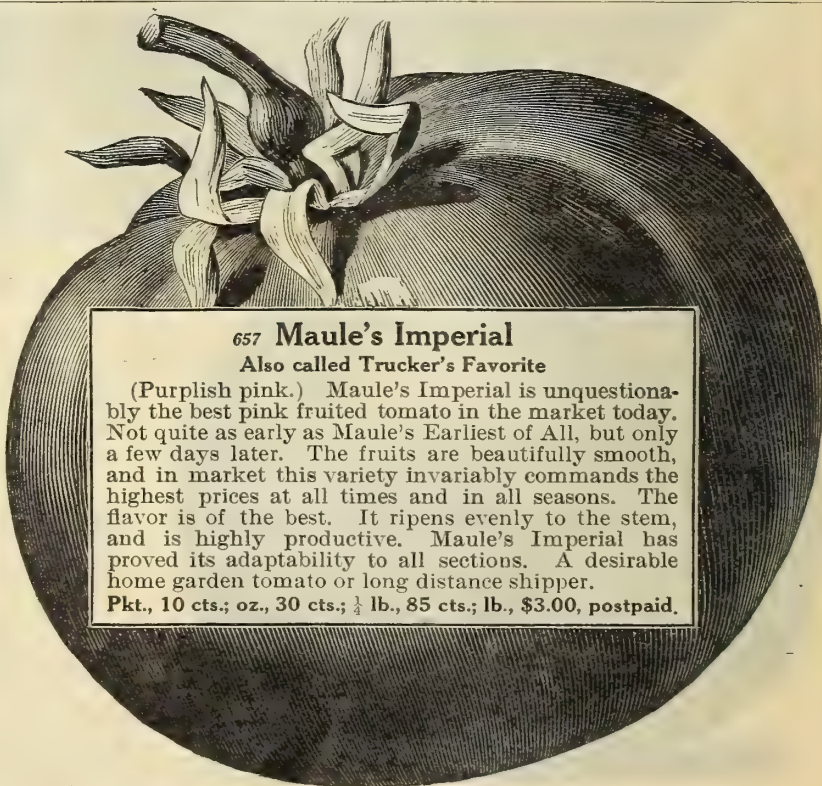 657 Maule's Imperial
Also called Trucker's Favorite
(Purplish pink.) Maule's Imperial is unquestiona-
bly the best pink fruited tomato in the market today.
Not quite as early as Maule's Earliest of All, but only
a few days later. The fruits are beautifully smooth,
and in market this variety invariably commands the
highest prices at all times and in all seasons. The
flavor is of the best. It ripens evenly to the stem,
and is highly productive. Maule's Imperial has
proved its adaptability to all sections. A desirable
home garden tomato or long distance shipper.
Pkt., 10 cts.; oz., 30 cts.; ¼ lb., 85 cts.; lb., $3.00, postpaid.